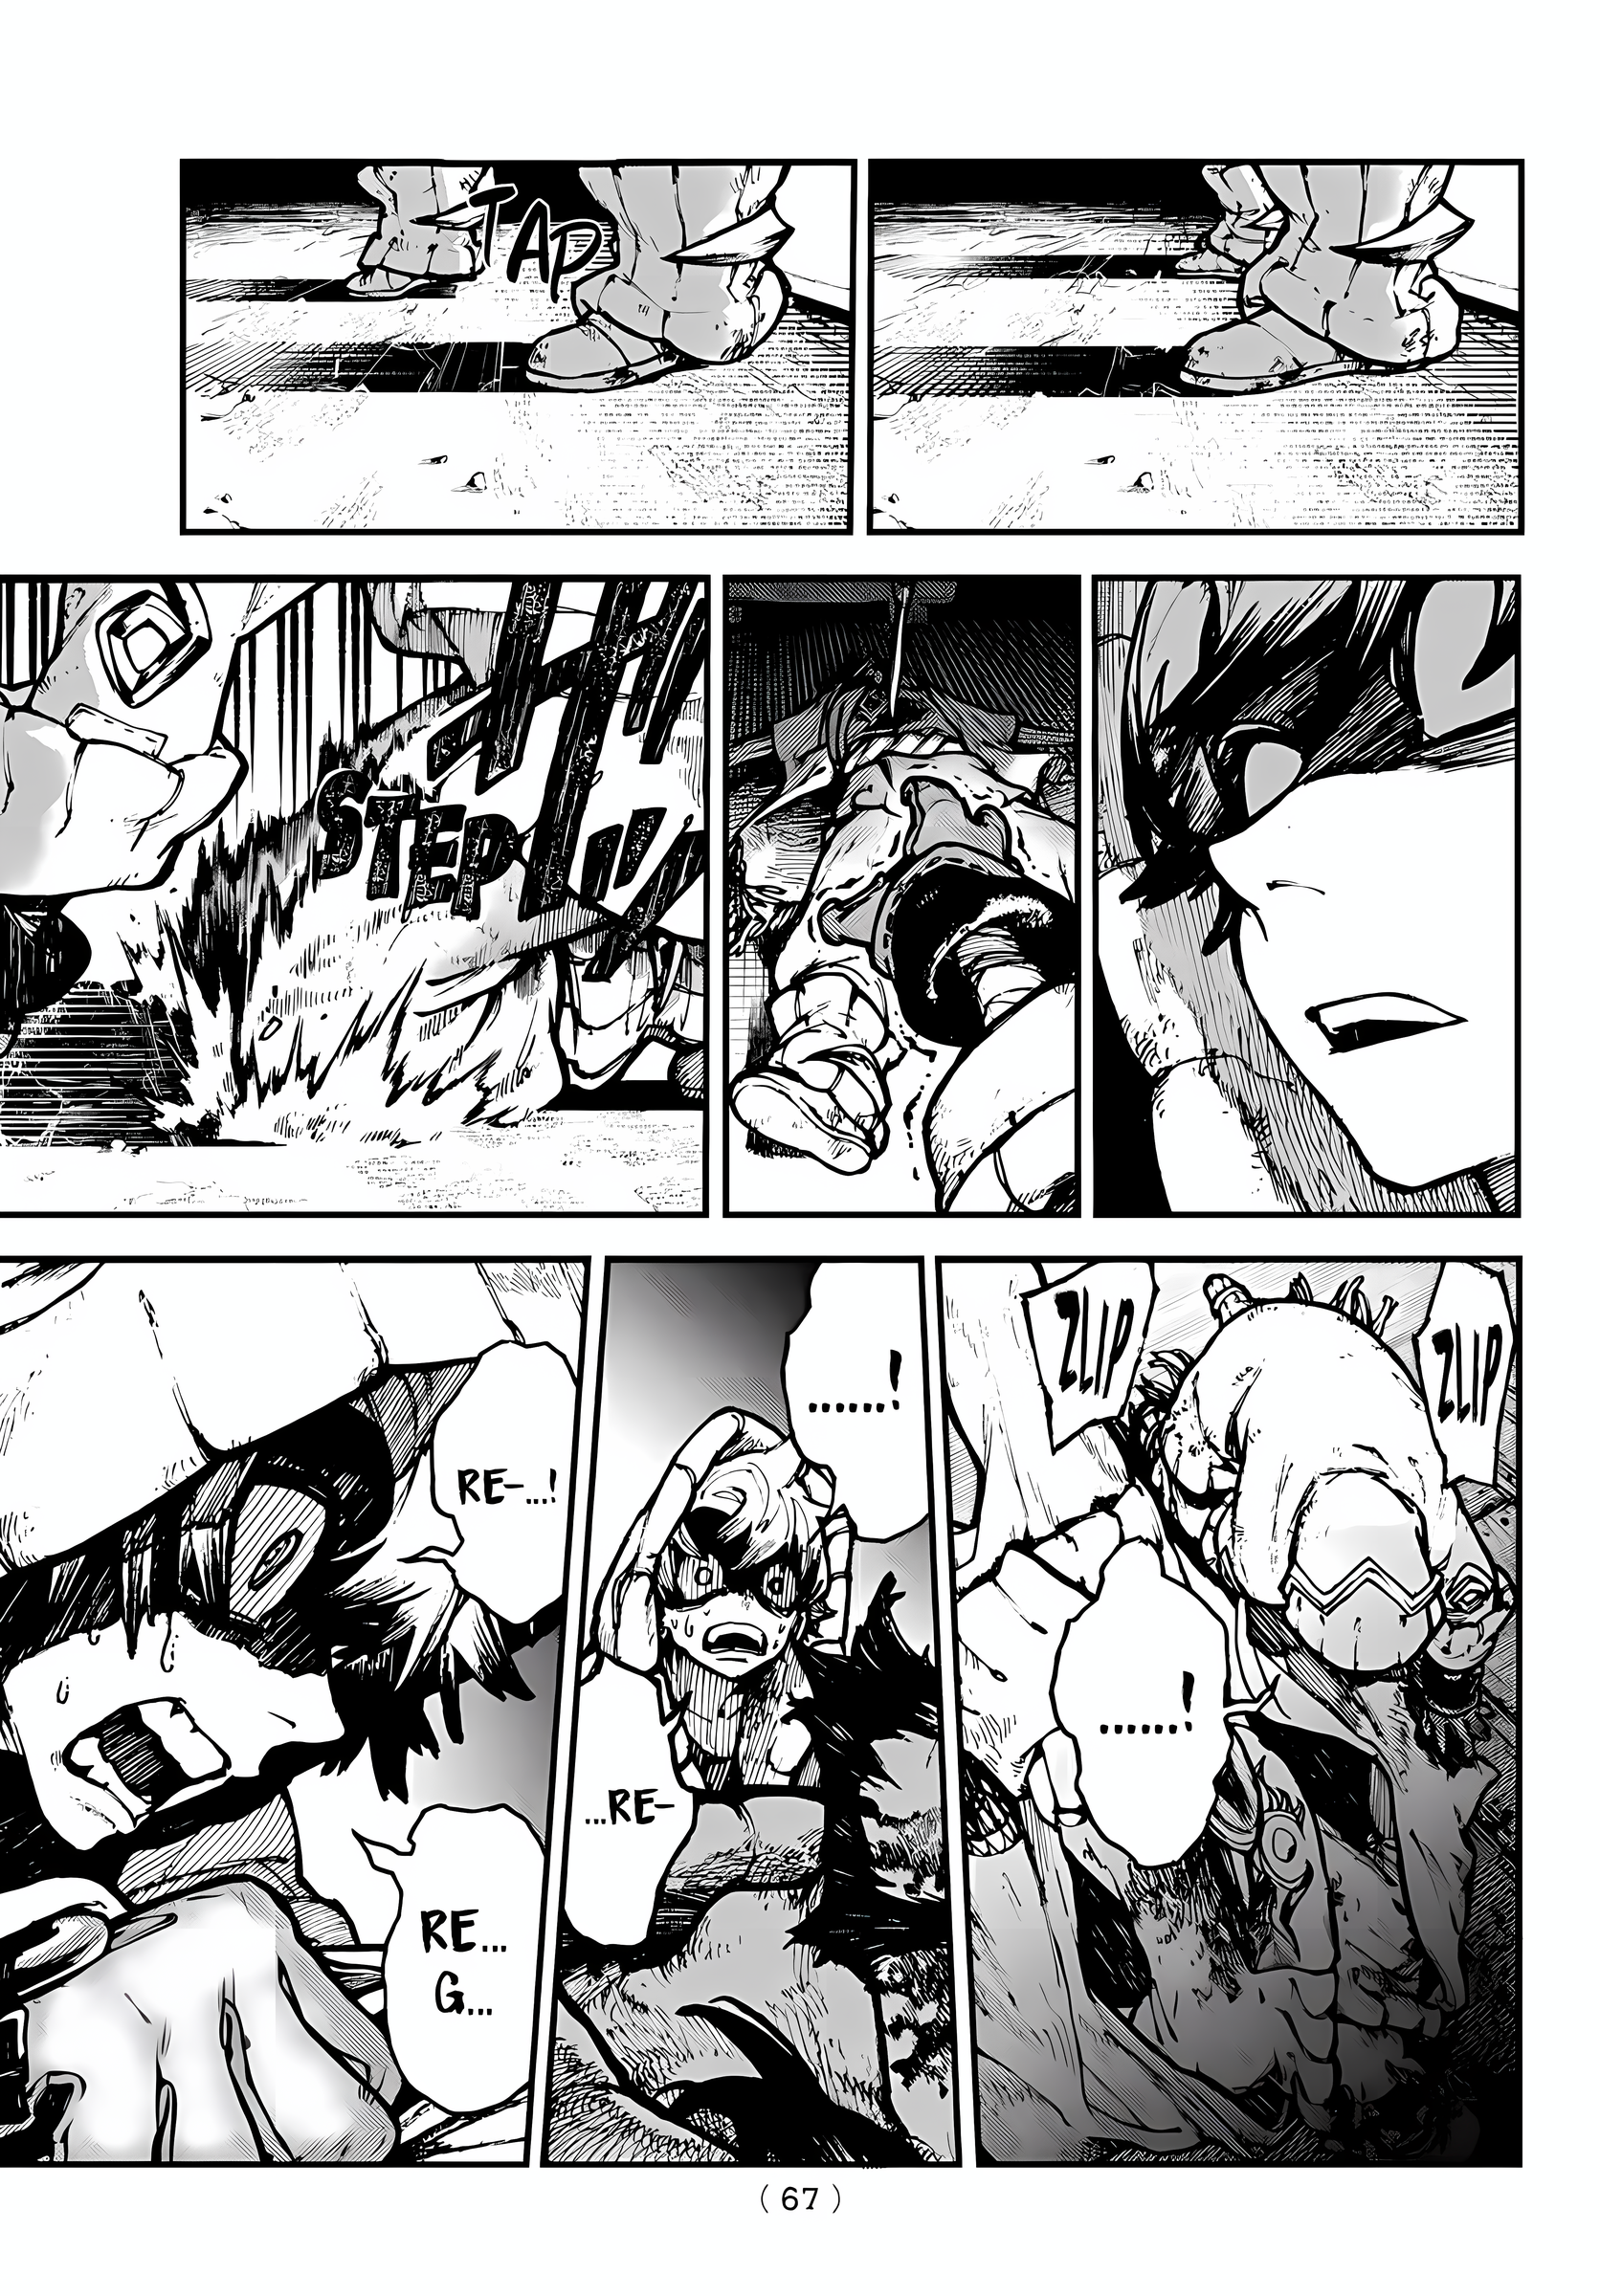 TAP
STEP
ZLIP
ZLIP
......!
......!
...RE-
RE-...!
RE...
G...
( 67 )